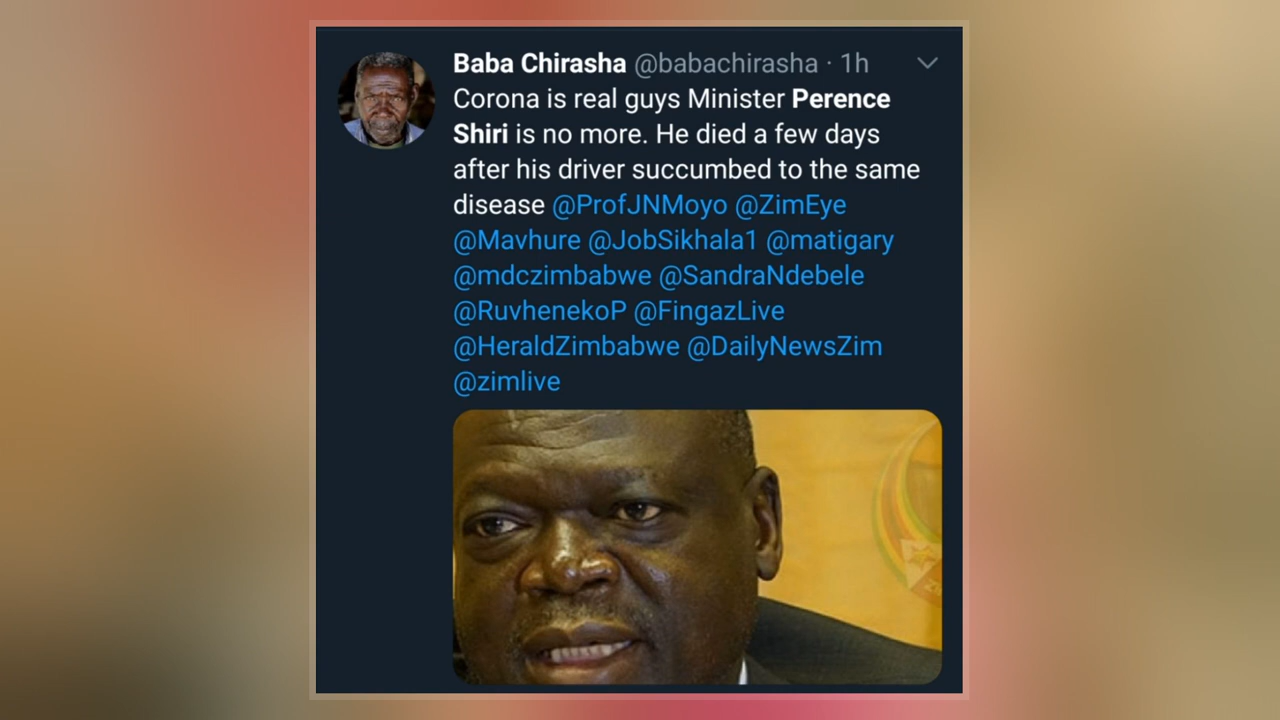 Baba Chirasha @babachirasha · 1h
Corona is real guys Minister Perence
Shiri is no more. He died a few days
after his driver succumbed to the same
disease @ProfJNMoyo @ZimEye
@Mavhure @JobSikhala1 @matigary
@mdczimbabwe @SandraNdebele
@RuvhenekoP @FingazLive
@HeraldZimbabwe @DailyNewsZim
@zimlive